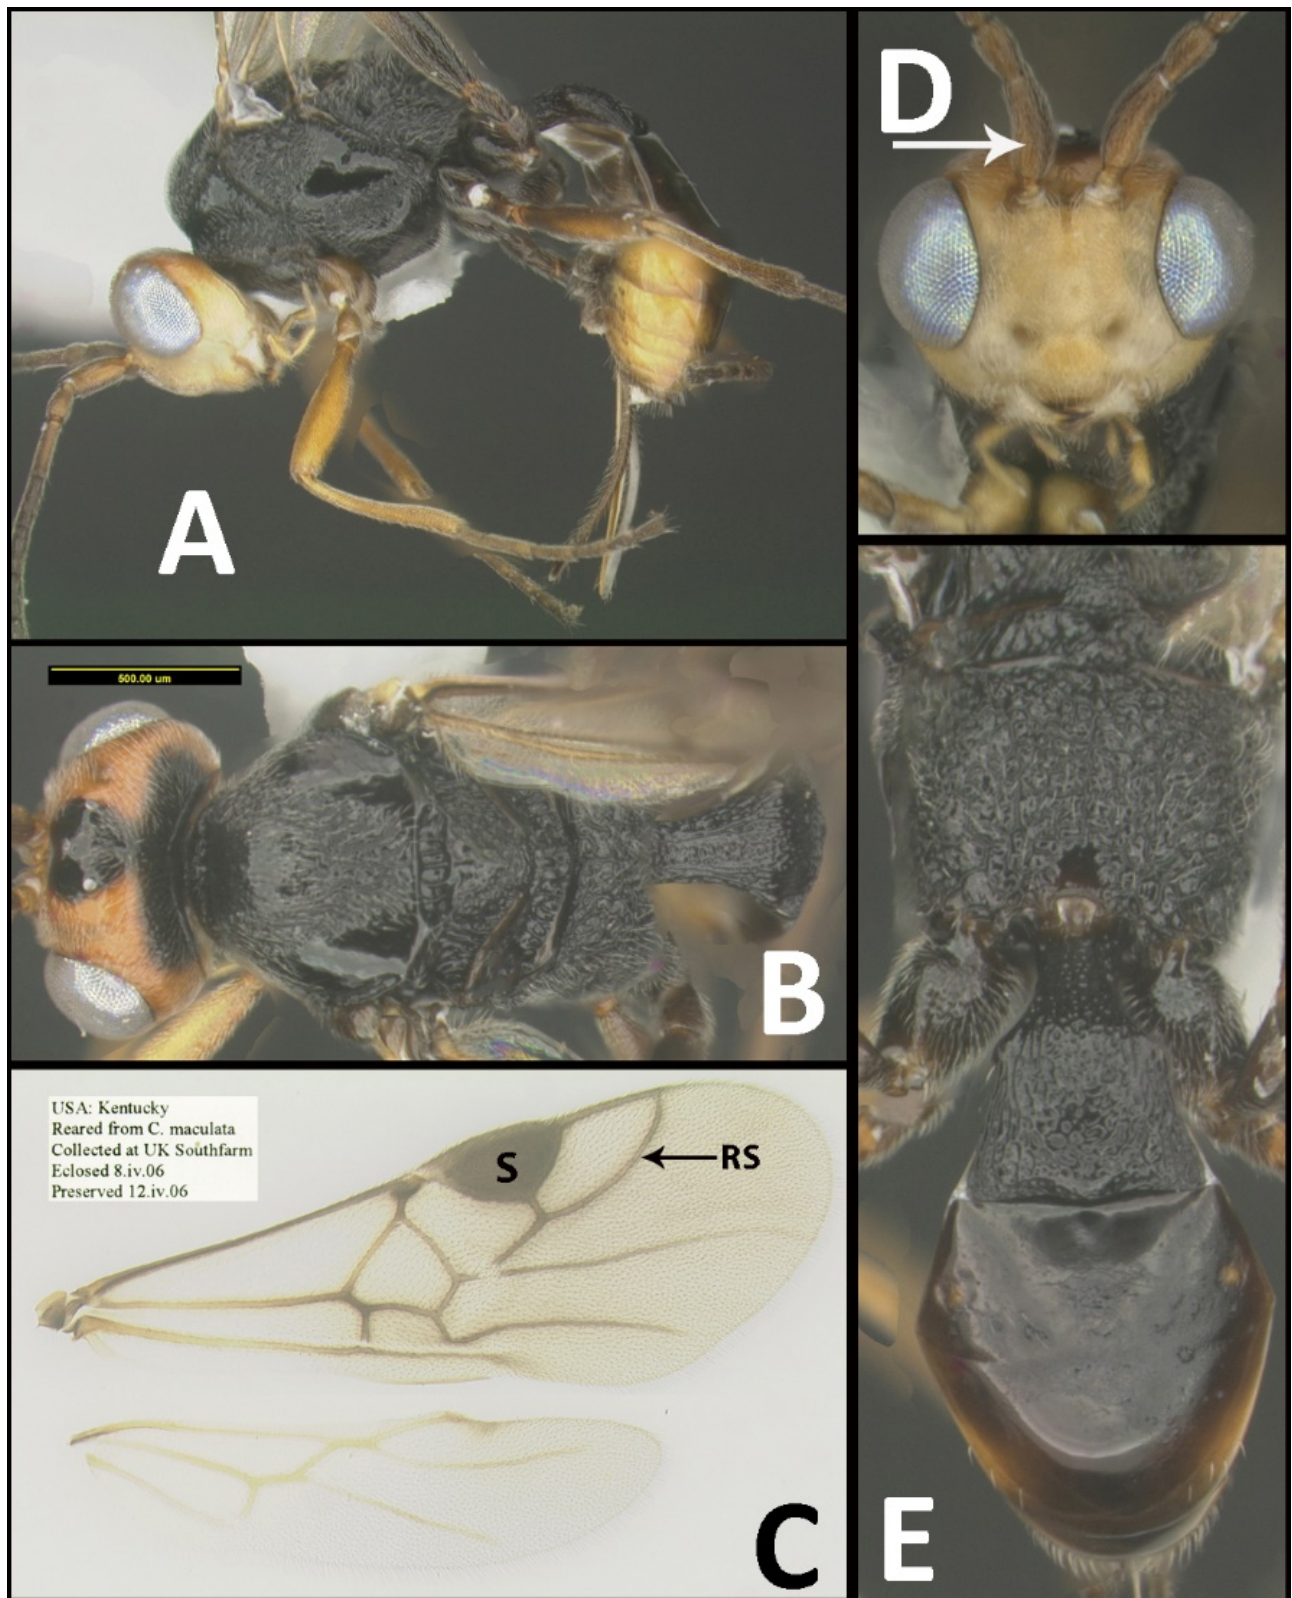 A
D
500.00 um
B
E
USA: Kentucky
Reared from C. maculata
Collected at UK Southfarm
Eclosed 8.iv.06
Preserved 12.iv.06
S
RS
C